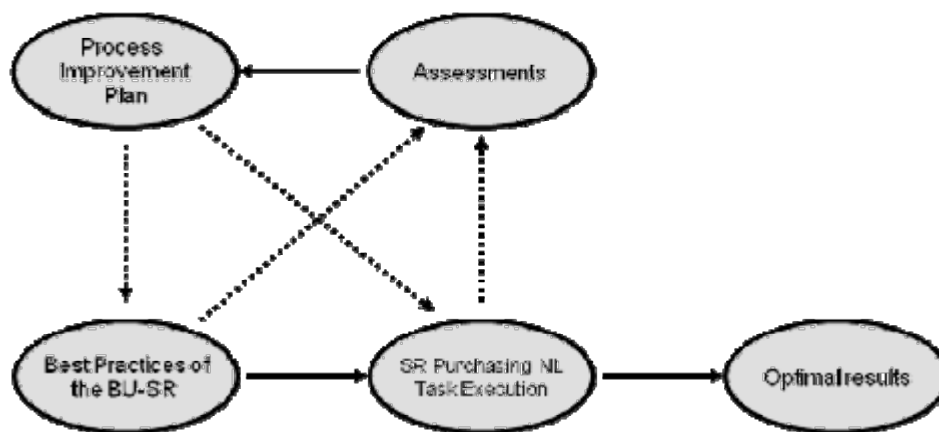 Process
Improvement
Plan
Assessments
Best Practices of
the BU-SR
SR Purchasing NL
Task Execution
Optimal results